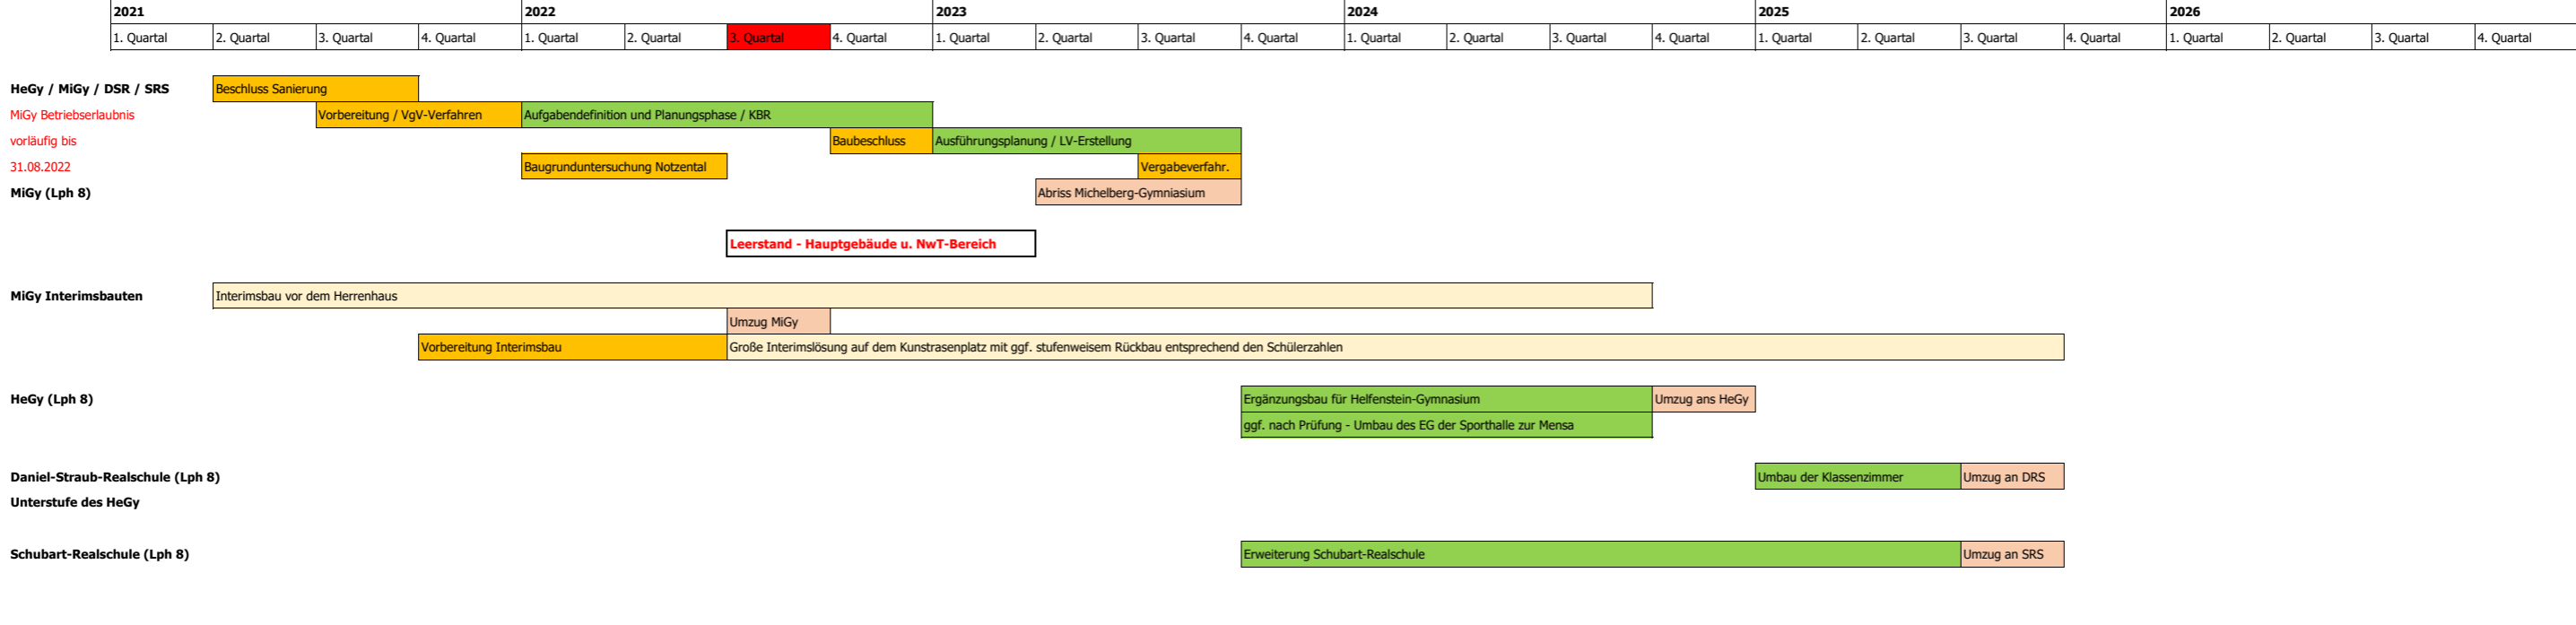 2021 2022 2023 2024 2025 2026
1. Quartal 2. Quartal 3. Quartal 4. Quartal 1. Quartal 2. Quartal 3. Quartal 4. Quartal 1. Quartal 2. Quartal 3. Quartal 4. Quartal 1. Quartal 2. Quartal 3. Quartal 4. Quartal 1. Quartal 2. Quartal 3. Quartal 4. Quartal 1. Quartal 2. Quartal 3. Quartal 4. Quartal
HeGy / MiGy / DSR / SRS Beschluss Sanierung
MiGy Betriebserlaubnis Vorbereitung / VgV-Verfahren Aufgabendefinition und Planungsphase / KBR
vorläufig bis Baubeschluss Ausführungsplanung / LV-Erstellung
31.08.2022 Baugrunduntersuchung Notzental Vergabeverfahr.
MiGy (Lph 8) Abriss Michelberg-Gymniasium
Leerstand - Hauptgebäude u. NwT-Bereich
MiGy Interimsbauten Interimsbau vor dem Herrenhaus
Umzug MiGy
Vorbereitung Interimsbau Große Interimslösung auf dem Kunstrasenplatz mit ggf. stufenweisem Rückbau entsprechend den Schülerzahlen
HeGy (Lph 8) Ergänzungsbau für Helfenstein-Gymnasium Umzug ans HeGy
ggf. nach Prüfung - Umbau des EG der Sporthalle zur Mensa
Daniel-Straub-Realschule (Lph 8) Umbau der Klassenzimmer Umzug an DRS
Unterstufe des HeGy
Schubart-Realschule (Lph 8) Erweiterung Schubart-Realschule Umzug an SRS